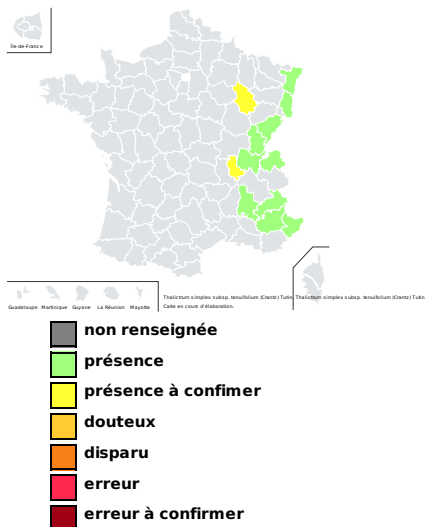 Île-de-France
Guadeloupe Martinique Guyane La Réunion Mayotte
Thalictrum simplex subsp. tenuifolium (Crantz) Tutin, Thalictrum simplex subsp. tenuifolium (Crantz) Tutin
Carte en cours d'élaboration.
non renseignée
présence
présence à confimer
douteux
disparu
erreur
erreur à confirmer